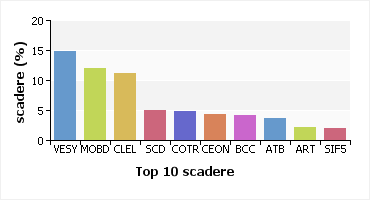 20
15
10
5
0
scadere (%)
VESY MOBD CLEL SCD COTR CEON BCC ATB ART SIF5
Top 10 scadere